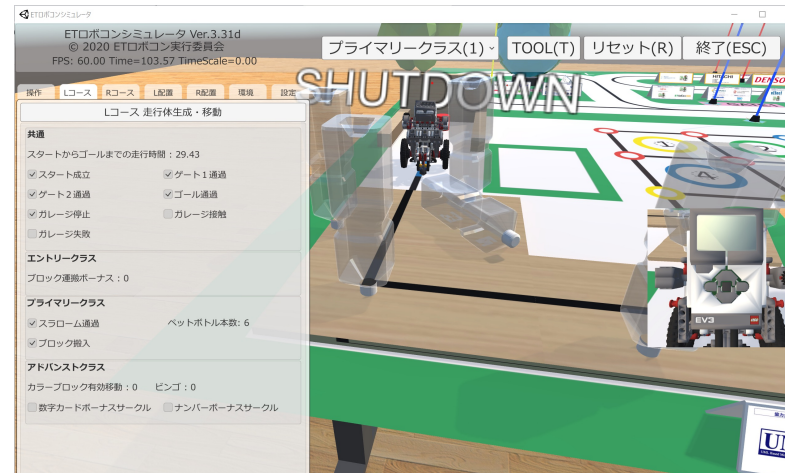 ETロボコンシミュレータ
ETロボコンシミュレータ Ver.3.31d
© 2020 ETロボコン実行委員会
FPS: 60.00 Time=103.57 TimeScale=0.00
プライマリークラス(1)
TOOL(T)
リセット(R)
終了(ESC)
SHUTDOWN
操作 Lコース Rコース L配置 R配置 環境 設定
Lコース 走行体生成・移動
共通
スタートからゴールまでの走行時間 : 29.43
スタート成立 ゲート1通過
ゲート2通過 ゴール通過
ガレージ停止 ガレージ接触
ガレージ失敗
エントリークラス
ブロック運搬ボーナス : 0
プライマリークラス
スラローム通過 ペットボトル本数: 6
ブロック搬入
アドバンストクラス
カラーブロック有効移動 : 0 ビンゴ : 0
数字カードボーナスサークル ナンバーボーナスサークル
HITACHI
DENSO
1
2
4
EV3